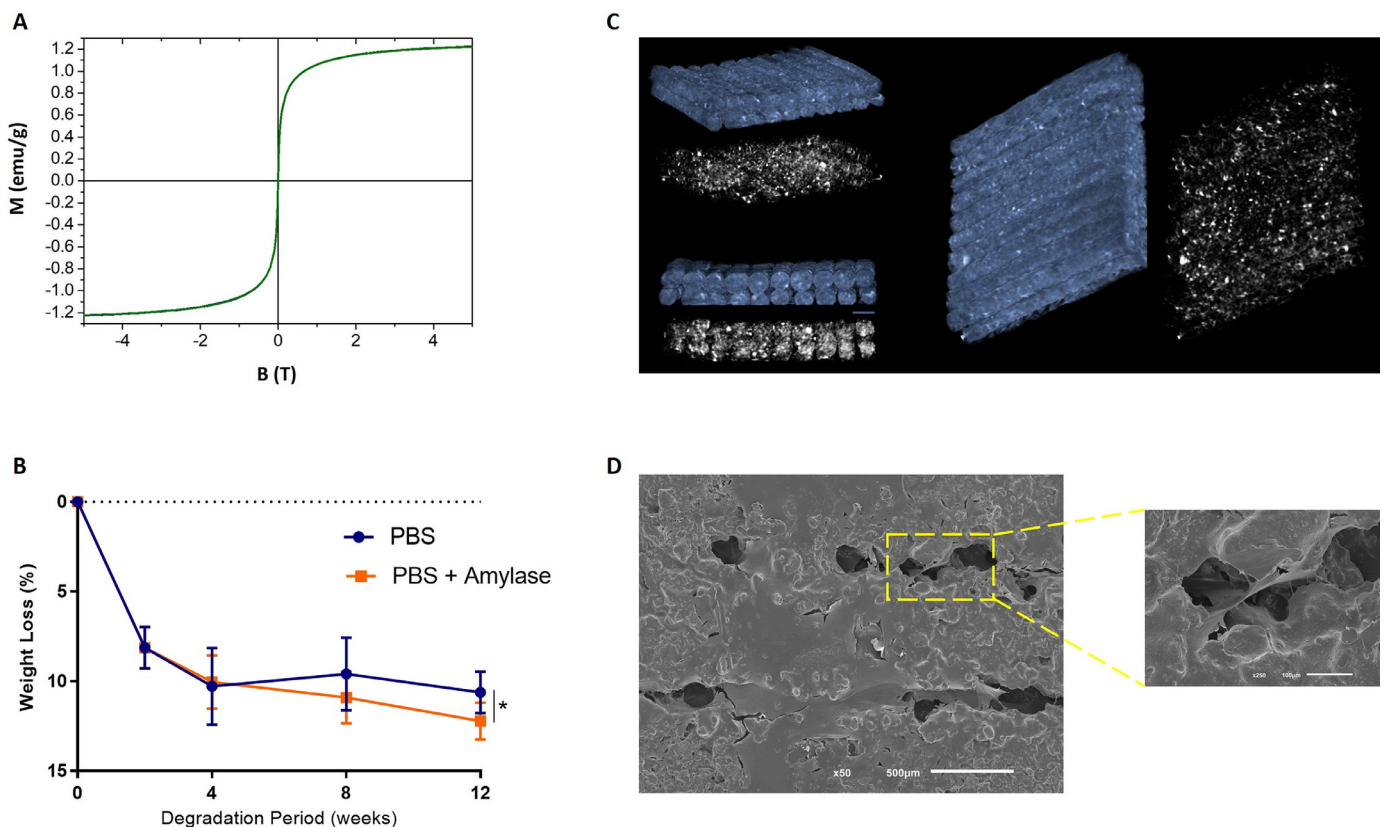 A
1.2
1.0
0.8
0.6
0.4
0.2
0.0
-0.2
-0.4
-0.6
-0.8
-1.0
-1.2
M (emu/g)
-4
-2
0
2
4
B (T)
C
B
0
5
10
15
Weight Loss (%)
PBS
PBS + Amylase
*
0
4
8
12
Degradation Period (weeks)
D
x50
500µm
x250
100µm